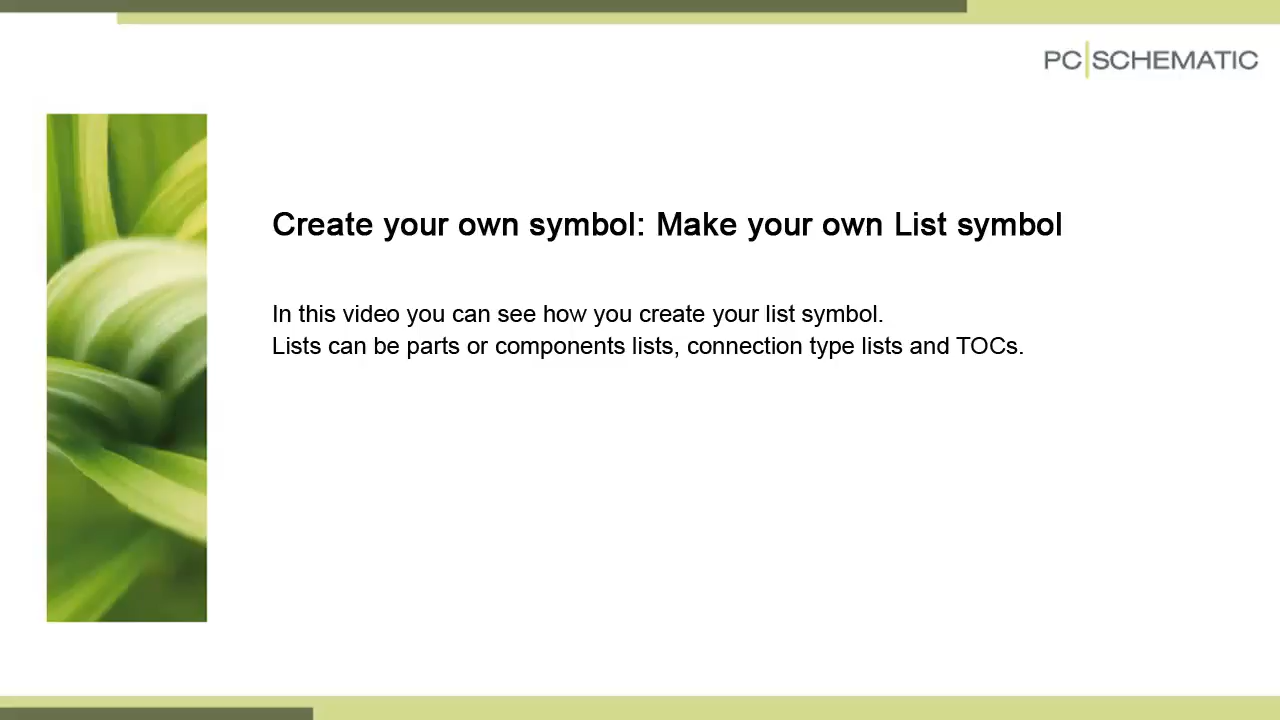 PC|SCHEMATIC
Create your own symbol: Make your own List symbol
In this video you can see how you create your list symbol.
Lists can be parts or components lists, connection type lists and TOCs.